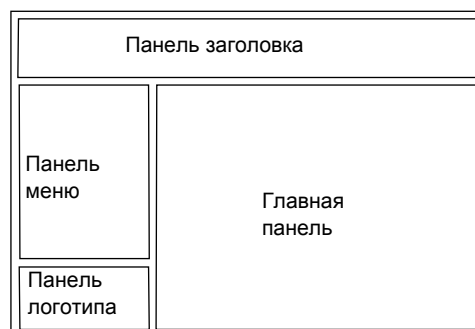 Панель заголовка
Панель
меню
Главная
панель
Панель
логотипа